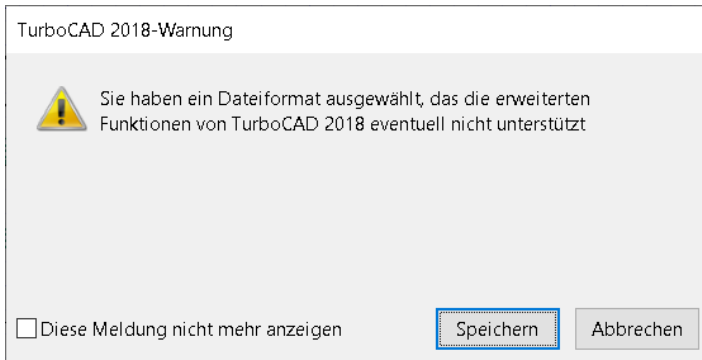 TurboCAD 2018-Warnung
Sie haben ein Dateiformat ausgewählt, das die erweiterten
Funktionen von TurboCAD 2018 eventuell nicht unterstützt
Diese Meldung nicht mehr anzeigen
Speichern
Abbrechen